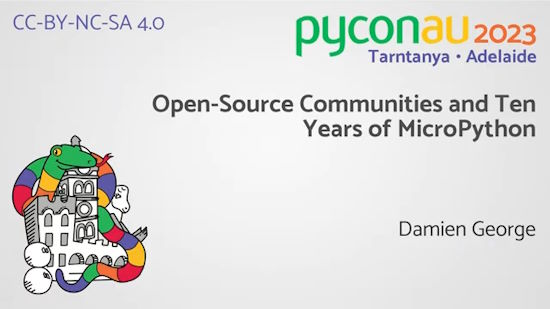 CC-BY-NC-SA 4.0
pyconau 2023
Tarntanya • Adelaide
Open-Source Communities and Ten
Years of MicroPython
Damien George